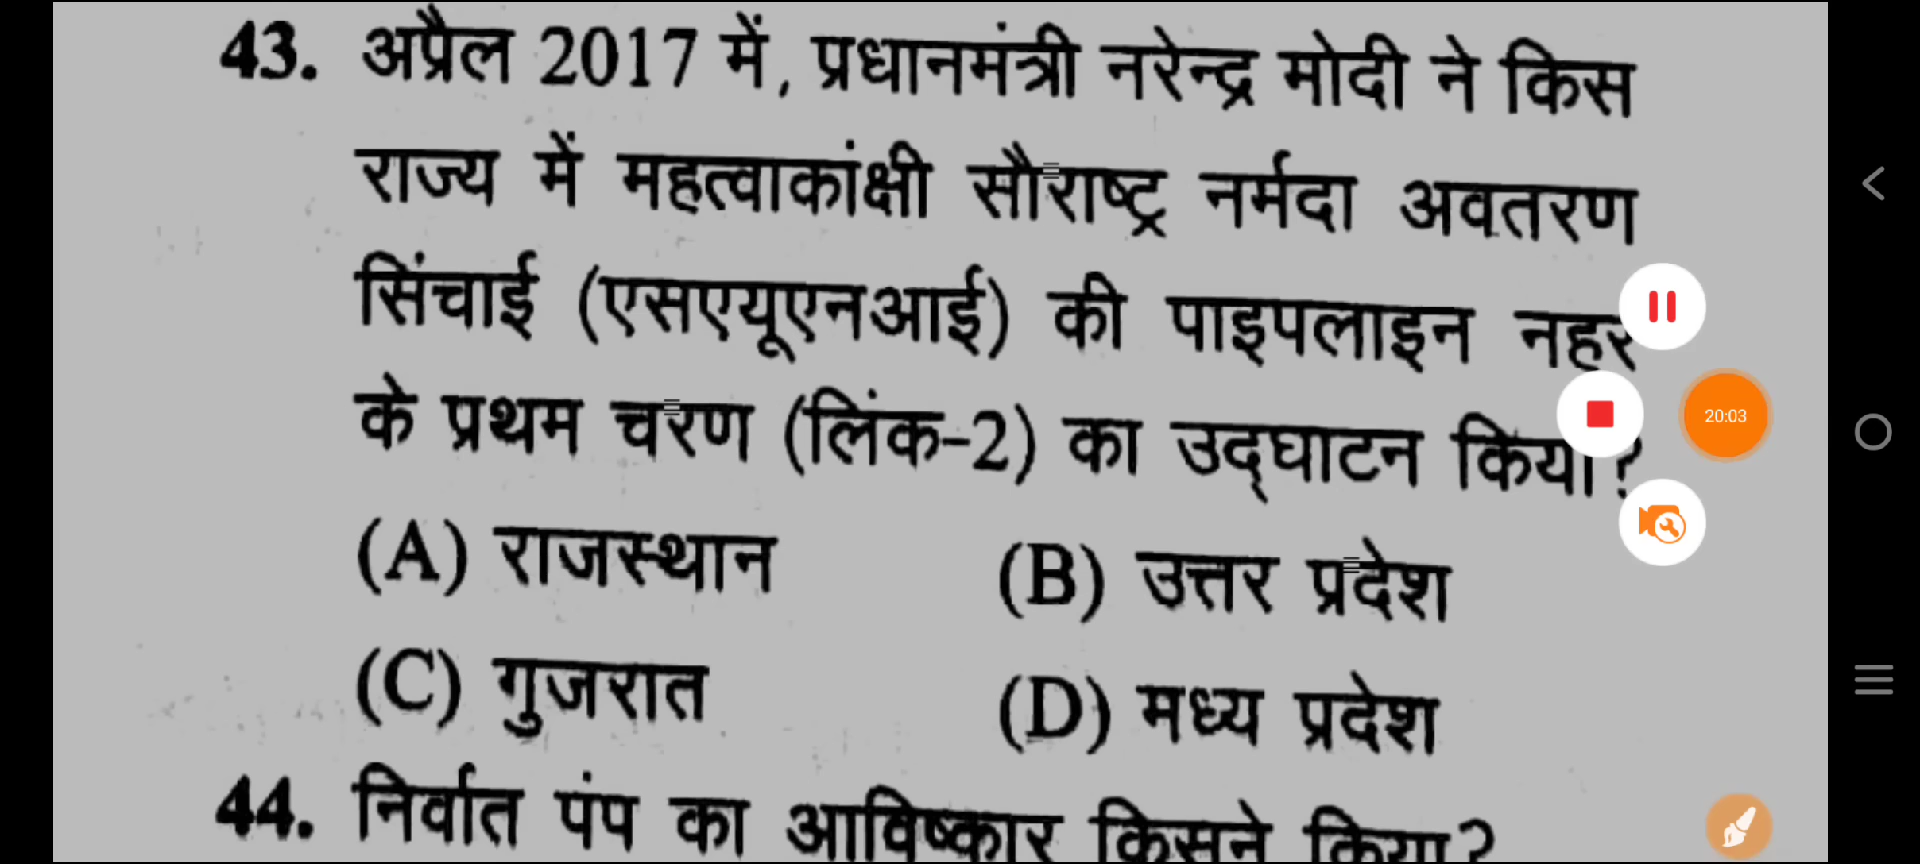 43. अप्रैल 2017 में, प्रधानमंत्री नरेन्द्र मोदी ने किस
राज्य में महत्वाकांक्षी सौराष्ट्र नर्मदा अवतरण
सिंचाई (एसएयूएनआई) की पाइपलाइन नहर
के प्रथम चरण (लिंक-2) का उद्घाटन किया?
20:03
(A) राजस्थान (B) उत्तर प्रदेश
(C) गुजरात (D) मध्य प्रदेश
44. निर्वात पंप का आविष्कार किसने किया?